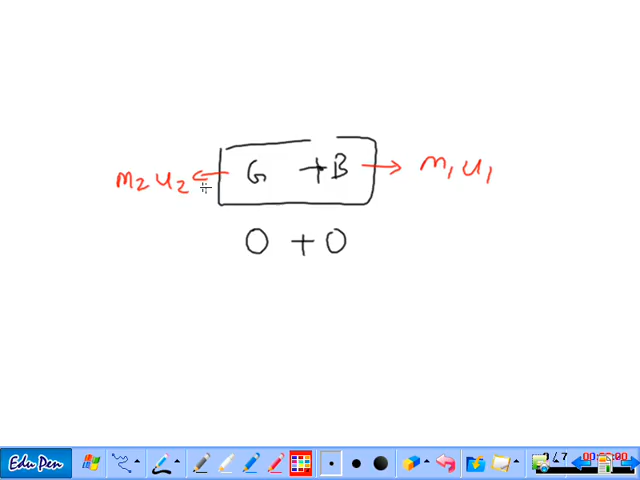 m₂ u₂ ← G + B → m₁ u₁
0 + 0
Edu Pen